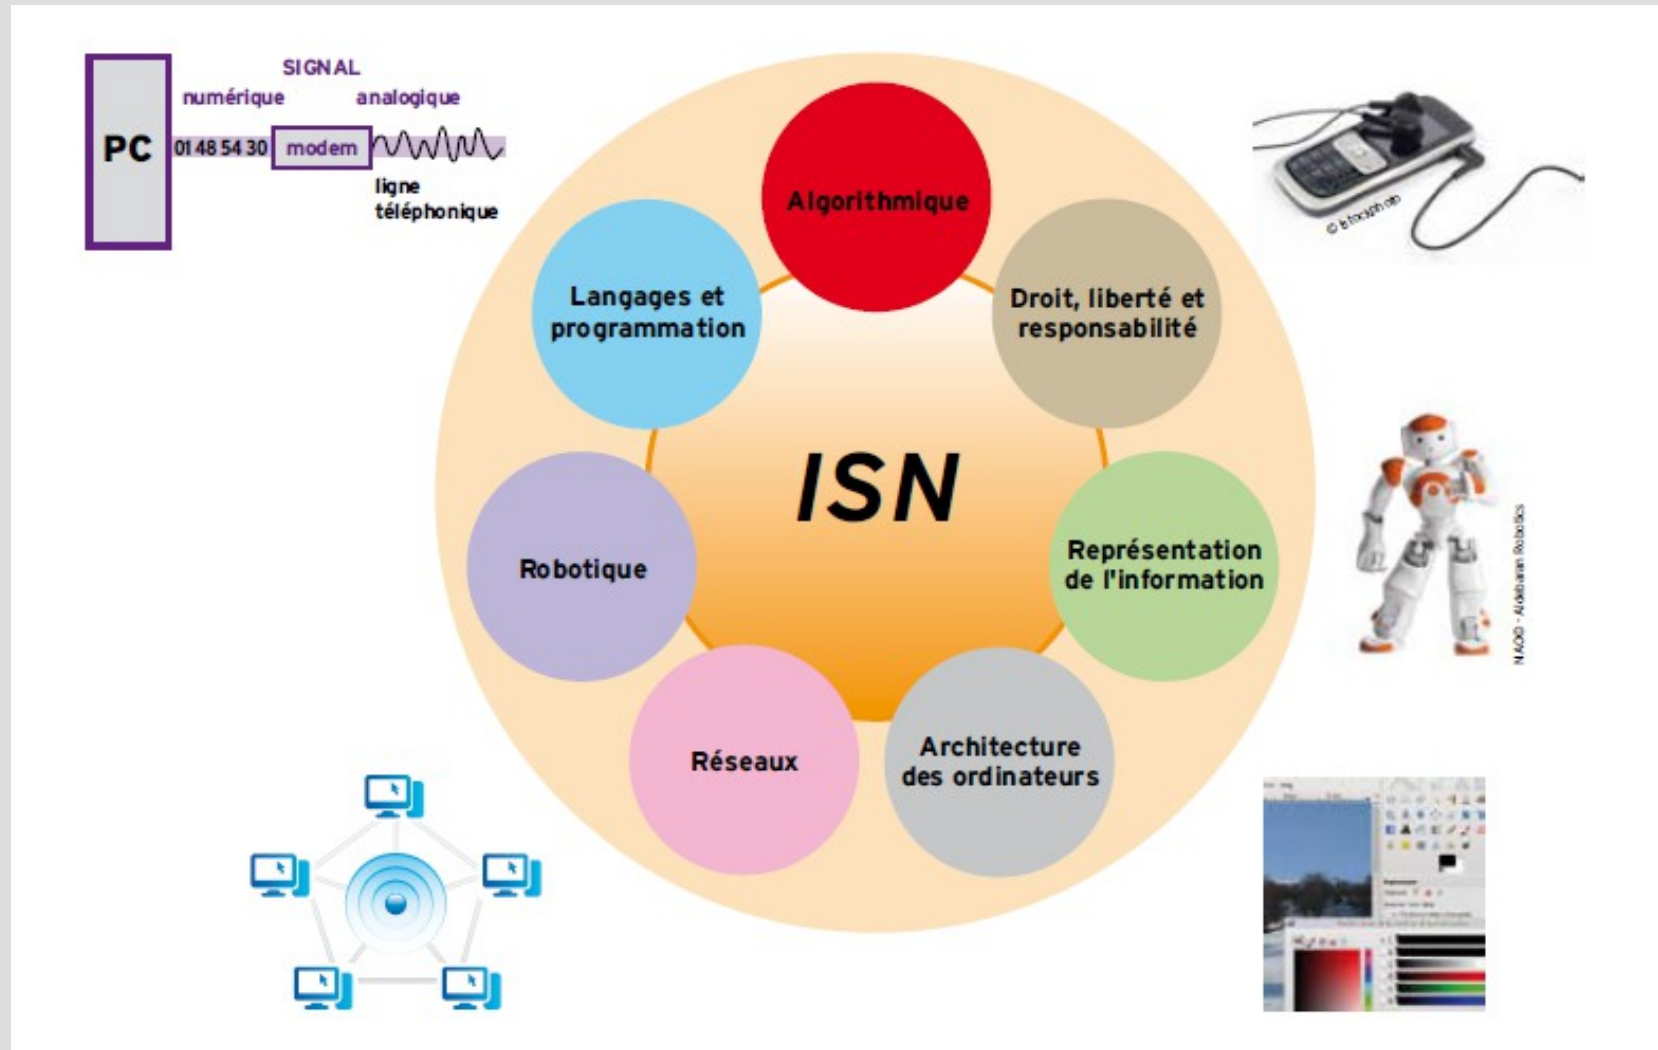 SIGNAL
numérique analogique
PC
01 48 54 30
modem
ligne
téléphonique
Algorithmique
Langages et
programmation
Droit, liberté et
responsabilité
ISN
Robotique
Représentation
de l'information
Réseaux
Architecture
des ordinateurs
© istockphoto
NAO© - Aldebaran Robotics